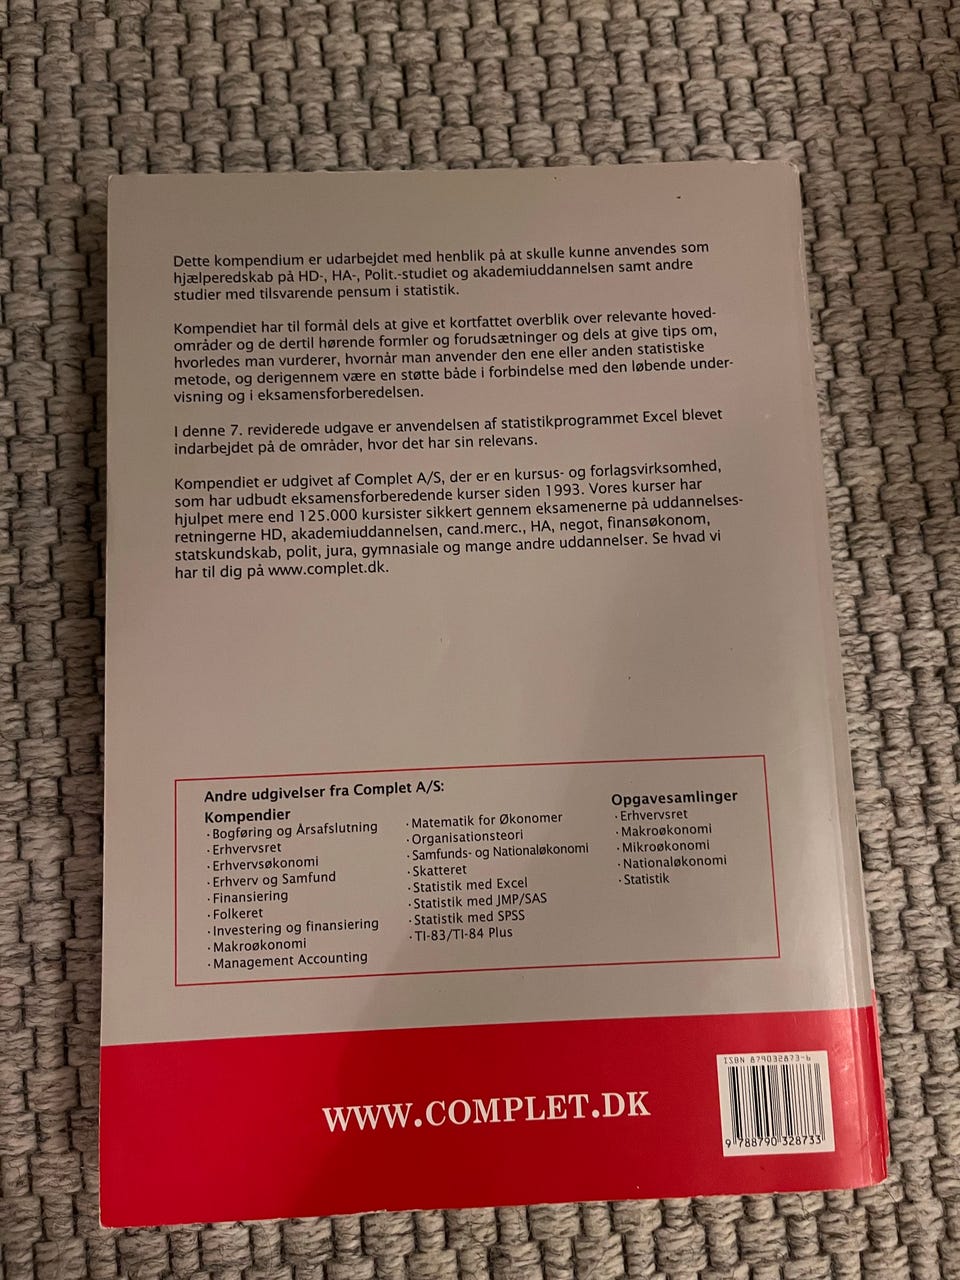 Dette kompendium er udarbejdet med henblik på at skulle kunne anvendes som
hjælperedskab på HD-, HA-, Polit.-studiet og akademiuddannelsen samt andre
studier med tilsvarende pensum i statistik.
Kompendiet har til formål dels at give et kortfattet overblik over relevante hoved-
områder og de dertil hørende formler og forudsætninger og dels at give tips om,
hvorledes man vurderer, hvornår man anvender den ene eller anden statistiske
metode, og derigennem være en støtte både i forbindelse med den løbende under-
visning og i eksamensforberedelsen.
I denne 7. reviderede udgave er anvendelsen af statistikprogrammet Excel blevet
indarbejdet på de områder, hvor det har sin relevans.
Kompendiet er udgivet af Complet A/S, der er en kursus- og forlagsvirksomhed,
som har udbudt eksamensforberedende kurser siden 1993. Vores kurser har
hjulpet mere end 125.000 kursister sikkert gennem eksamenerne på uddannelses-
retningerne HD, akademiuddannelsen, cand.merc., HA, negot, finansøkonom,
statskundskab, polit, jura, gymnasiale og mange andre uddannelser. Se hvad vi
har til dig på www.complet.dk.
Andre udgivelser fra Complet A/S:
Kompendier
· Bogføring og Årsafslutning
· Erhvervsret
· Erhvervsøkonomi
· Erhverv og Samfund
· Finansiering
· Folkeret
· Investering og finansiering
· Makroøkonomi
· Management Accounting
· Matematik for Økonomer
· Organisationsteori
· Samfunds- og Nationaløkonomi
· Skatteret
· Statistik med Excel
· Statistik med JMP/SAS
· Statistik med SPSS
· TI-83/TI-84 Plus
Opgavesamlinger
· Erhvervsret
· Makroøkonomi
· Mikroøkonomi
· Nationaløkonomi
· Statistik
WWW.COMPLET.DK
ISBN 879032873-6
9 788790 328733